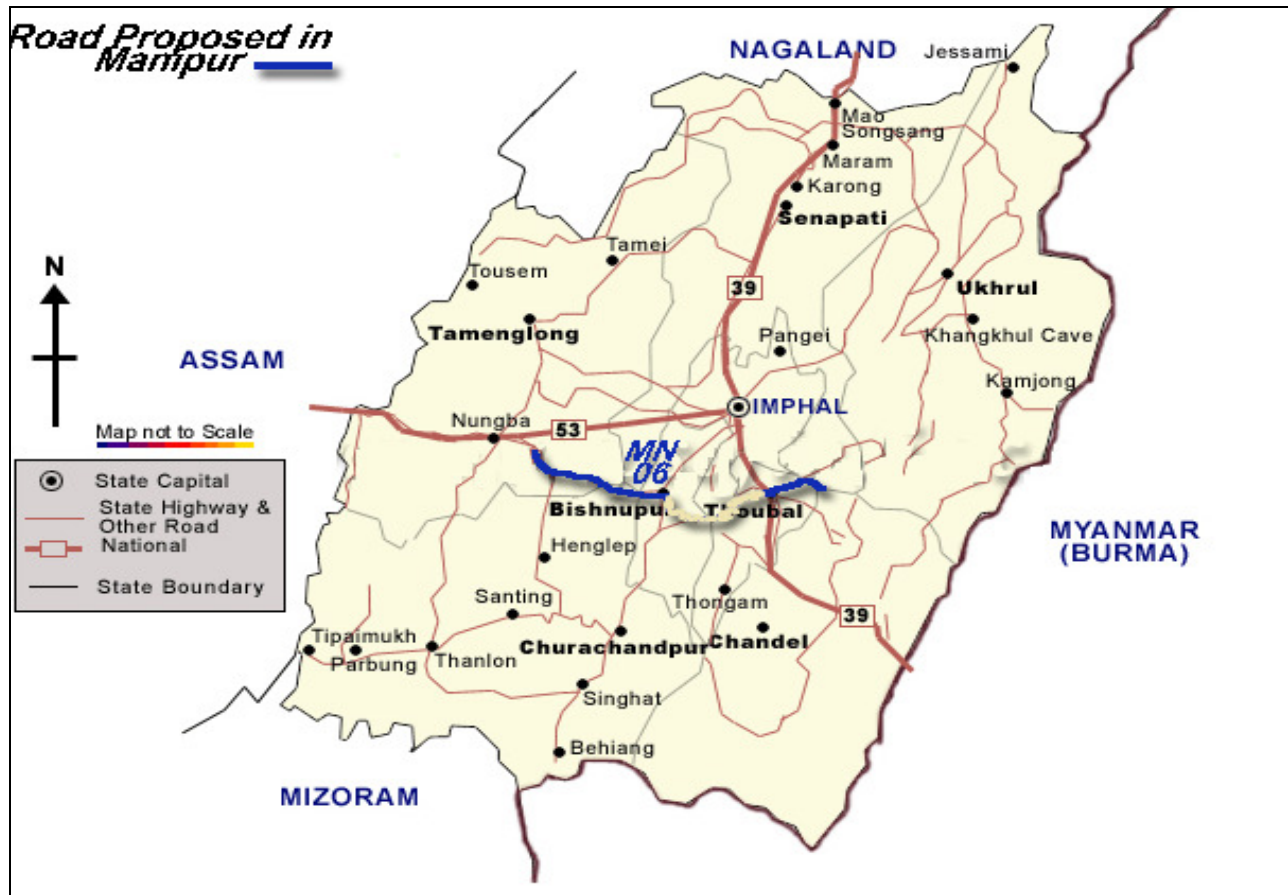 Road Proposed in
Manipur
NAGALAND
Jessami
Mao
Songsang
Maram
Karong
Senapati
Tamei
Tousem
N
39
Ukhrul
Tamenglong
Pangei
Khangkhul Cave
ASSAM
Kamjong
IMPHAL
Nungba
53
Map not to Scale
MN
06
State Capital
State Highway &
Other Road
National
State Boundary
Bishnupur
Thoubal
MYANMAR
(BURMA)
Henglep
Santing
Thongam
39
Tipaimukh
Parbung
Thanlon
Churachandpur
Chandel
Singhat
Behiang
MIZORAM